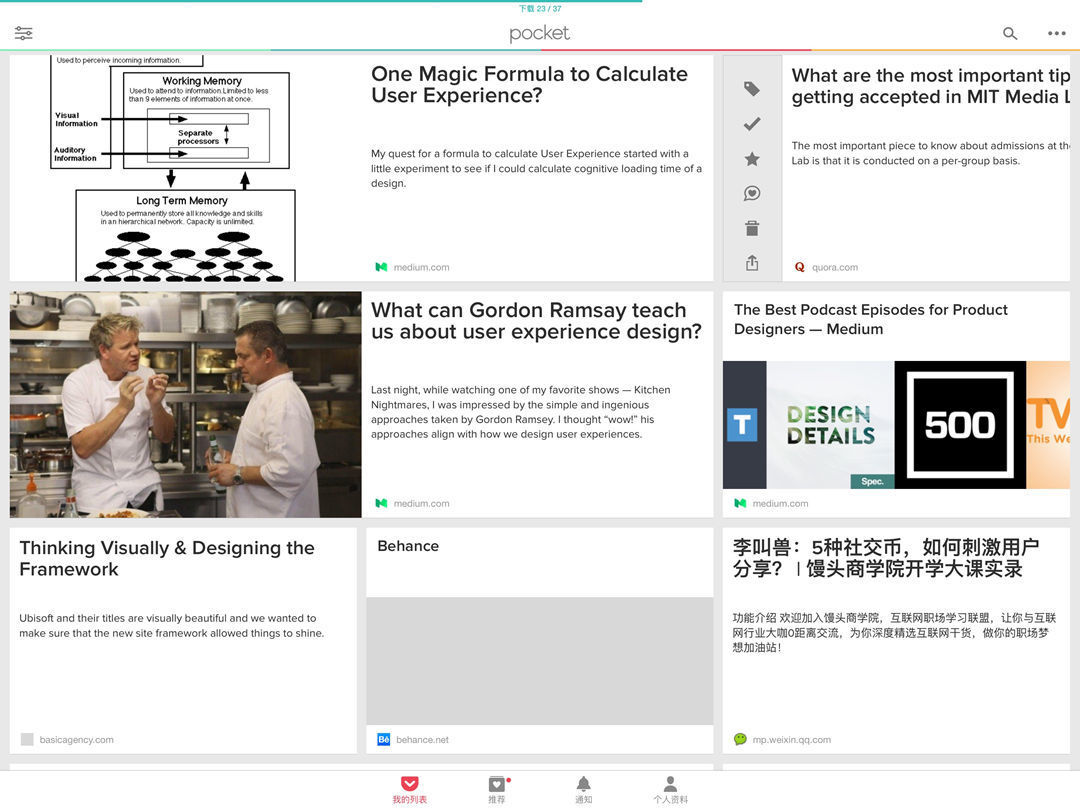 下载 23 / 37
pocket
Used to perceive incoming information.
Working Memory
Used to attend to information.Limited to less
than 9 elements of information at once.
Visual
Information
Separate
processors
Auditory
Information
Long Term Memory
Used to permanently store all knowledge and skills
in an hierarchical network. Capacity is unlimited.
One Magic Formula to Calculate
User Experience?
My quest for a formula to calculate User Experience started with a
little experiment to see if I could calculate cognitive loading time of a
design.
medium.com
What are the most important tip
getting accepted in MIT Media L
The most important piece to know about admissions at the
Lab is that it is conducted on a per-group basis.
Q quora.com
What can Gordon Ramsay teach
us about user experience design?
Last night, while watching one of my favorite shows — Kitchen
Nightmares, I was impressed by the simple and ingenious
approaches taken by Gordon Ramsay. I thought “wow!” his
approaches align with how we design user experiences.
medium.com
The Best Podcast Episodes for Product
Designers — Medium
T
DESIGN
DETAILS
Spec.
500
TV
This We
medium.com
Thinking Visually & Designing the
Framework
Ubisoft and their titles are visually beautiful and we wanted to
make sure that the new site framework allowed things to shine.
basicagency.com
Behance
Bē behance.net
李叫兽：5种社交币，如何刺激用户
分享？ | 馒头商学院开学大课实录
功能介绍 欢迎加入馒头商学院，互联网职场学习联盟，让你与互联
网行业大咖0距离交流，为你深度精选互联网干货，做你的职场梦
想加油站！
mp.weixin.qq.com
我的列表
推荐
通知
个人资料